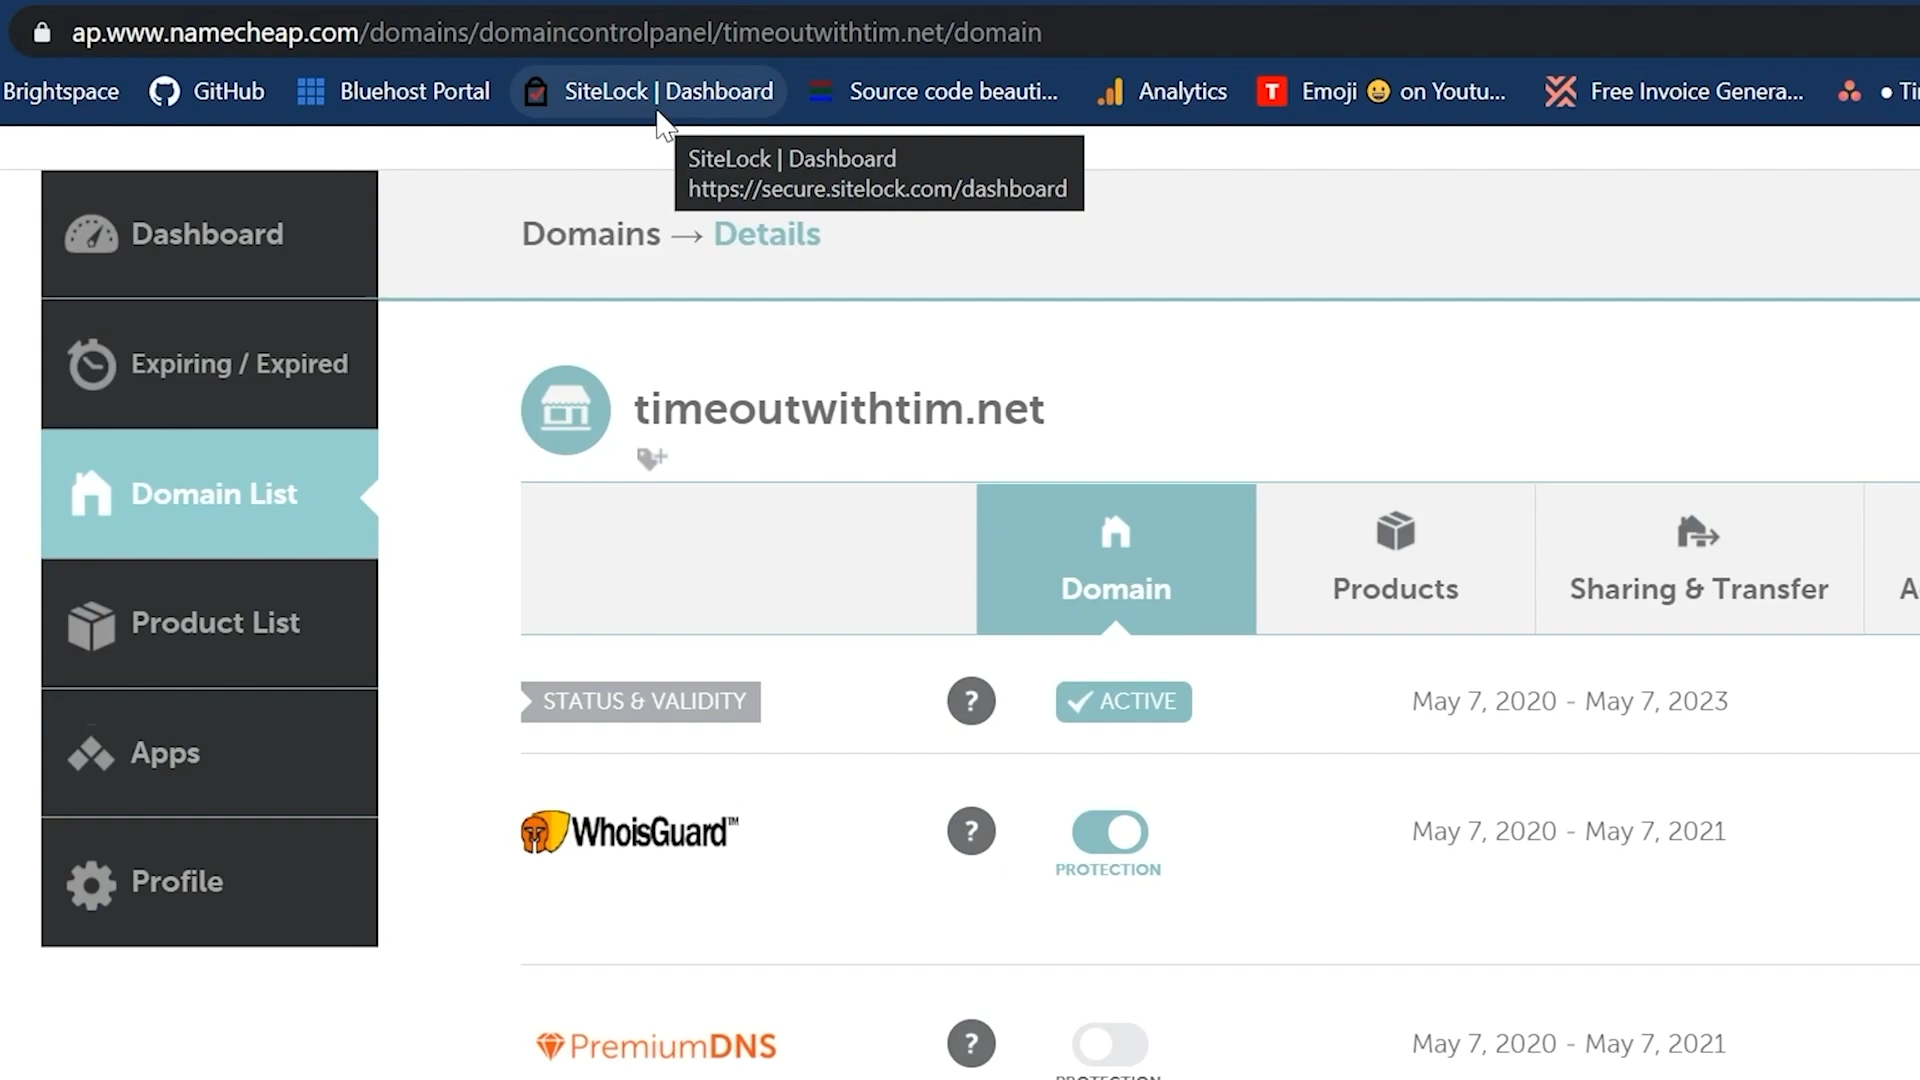 ap.www.namecheap.com/domains/domaincontrolpanel/timeoutwithtim.net/domain
Brightspace GitHub Bluehost Portal SiteLock | Dashboard Source code beauti... Analytics T Emoji 😀 on Youtu... Free Invoice Genera... • Ti
SiteLock | Dashboard
https://secure.sitelock.com/dashboard
Dashboard
Expiring / Expired
Domain List
Product List
Apps
Profile
Domains → Details
timeoutwithtim.net
Domain Products Sharing & Transfer A
STATUS & VALIDITY ? ACTIVE May 7, 2020 - May 7, 2023
WhoisGuard™ ? May 7, 2020 - May 7, 2021
PROTECTION
PremiumDNS ? May 7, 2020 - May 7, 2021
PROTECTION